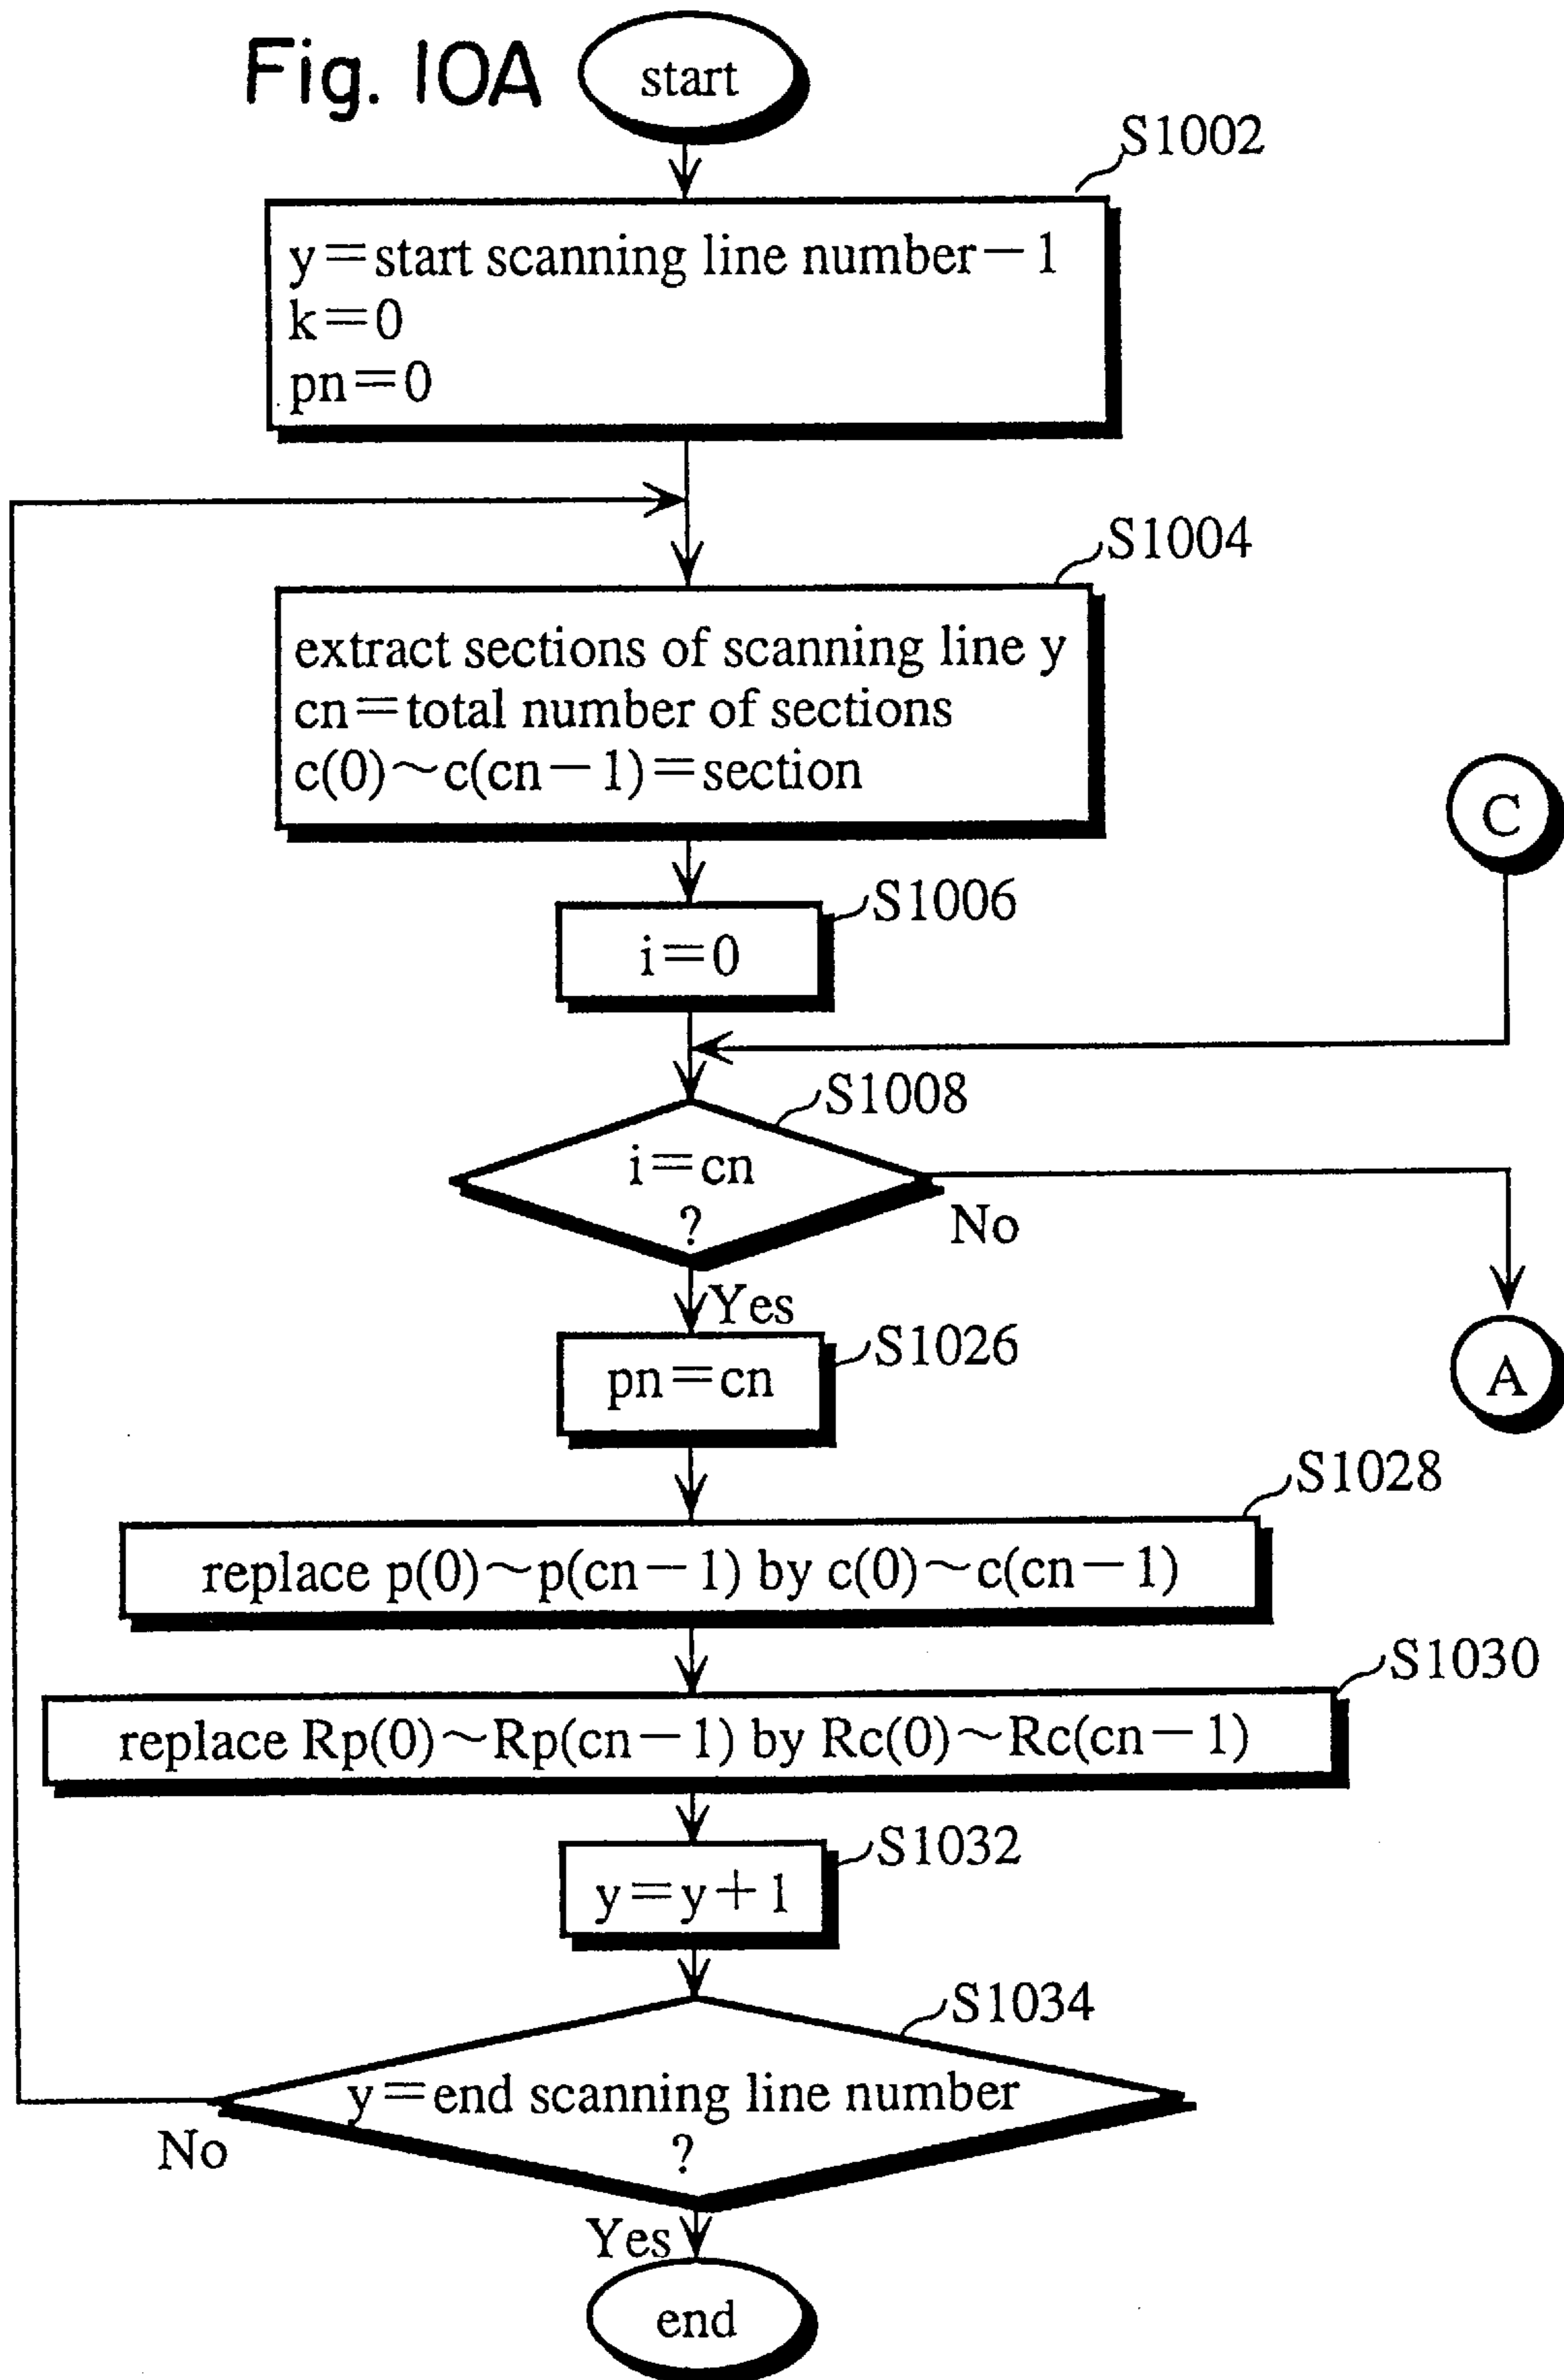 Fig. 10A
start
S1002
y=start scanning line number−1
k=0
pn=0
S1004
extract sections of scanning line y
cn=total number of sections
c(0)~c(cn−1)=section
C
S1006
i=0
S1008
i=cn
?
No
Yes
A
S1026
pn=cn
S1028
replace p(0)~p(cn−1) by c(0)~c(cn−1)
S1030
replace Rp(0)~Rp(cn−1) by Rc(0)~Rc(cn−1)
S1032
y=y+1
S1034
y=end scanning line number
?
No
Yes
end